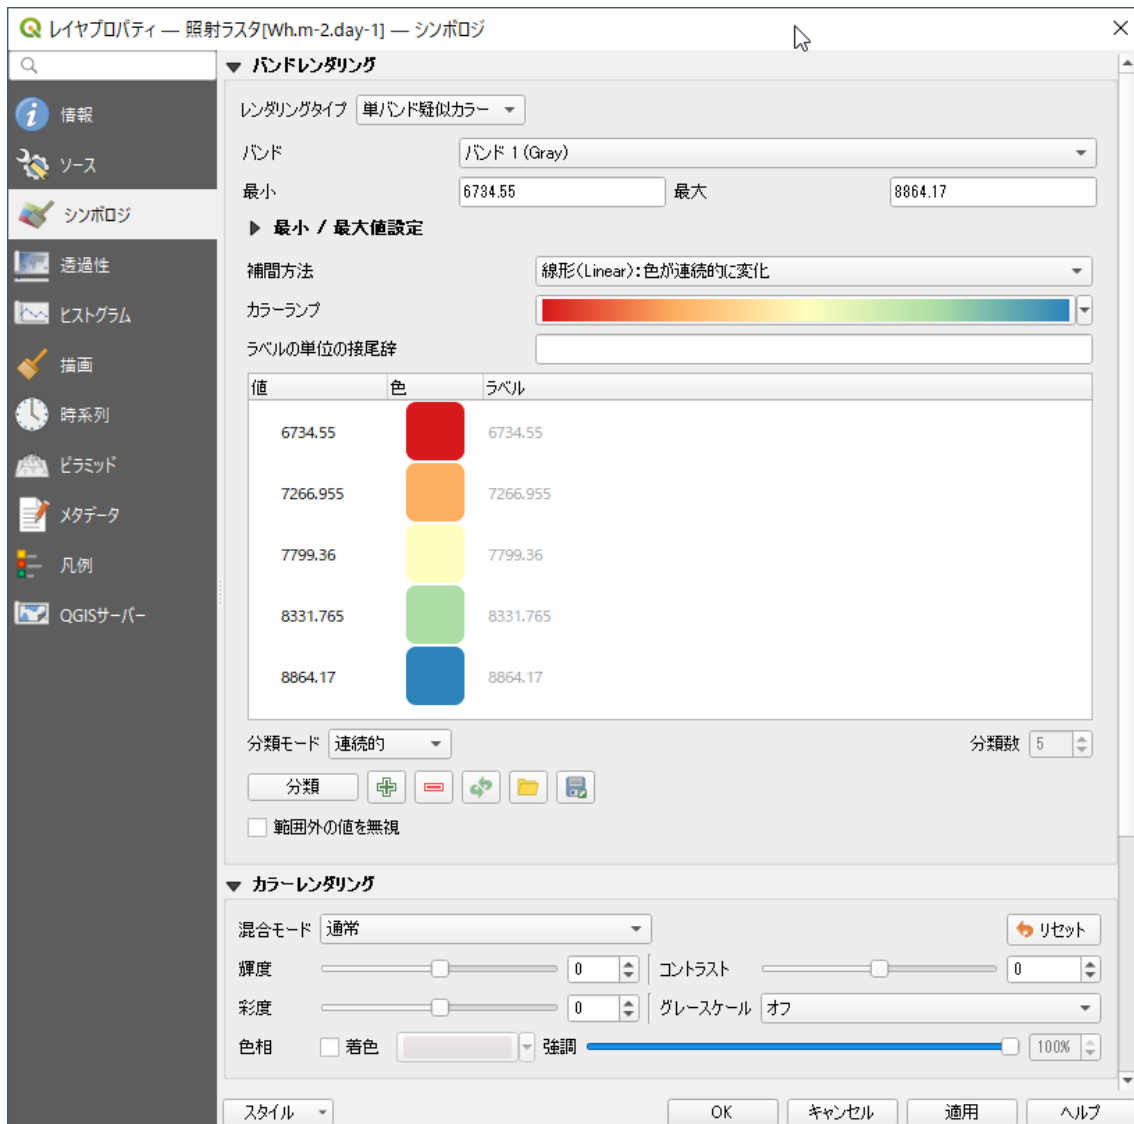 レイヤプロパティ — 照射ラスタ[Wh.m-2.day-1] — シンボロジ
情報
ソース
シンボロジ
透過性
ヒストグラム
描画
時系列
ピラミッド
メタデータ
凡例
QGISサーバー
バンドレンダリング
レンダリングタイプ 単バンド疑似カラー
バンド バンド 1 (Gray)
最小 6734.55 最大 8864.17
最小 / 最大値設定
補間方法 線形(Linear):色が連続的に変化
カラーランプ
ラベルの単位の接尾辞
値 色 ラベル
6734.55 6734.55
7266.955 7266.955
7799.36 7799.36
8331.765 8331.765
8864.17 8864.17
分類モード 連続的 分類数 5
分類
範囲外の値を無視
カラーレンダリング
混合モード 通常 リセット
輝度 0 コントラスト 0
彩度 0 グレースケール オフ
色相 着色 強調 100%
スタイル OK キャンセル 適用 ヘルプ